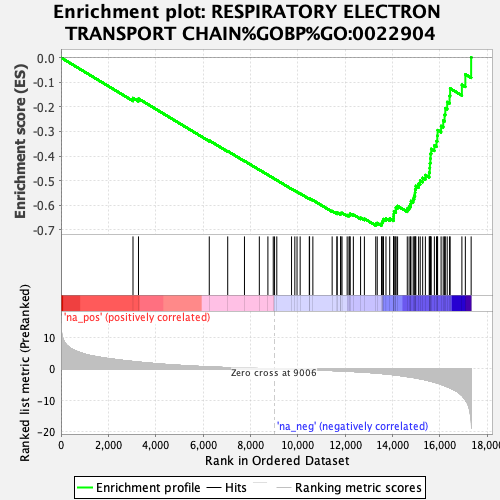 Enrichment plot: RESPIRATORY ELECTRON
TRANSPORT CHAIN%GOBP%GO:0022904
Enrichment score (ES)
0.0
-0.1
-0.2
-0.3
-0.4
-0.5
-0.6
-0.7
'na_pos' (positively correlated)
Ranked list metric (PreRanked)
10
0
-10
-20
Zero cross at 9006
'na_neg' (negatively correlated)
0 2,000 4,000 6,000 8,000 10,000 12,000 14,000 16,000 18,000
Rank in Ordered Dataset
Enrichment profile Hits Ranking metric scores